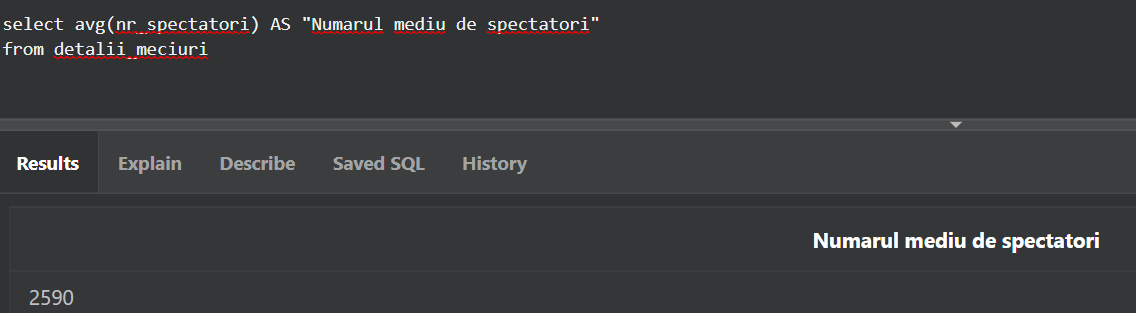 select avg(nr_spectatori) AS "Numarul mediu de spectatori"
from detalii_meciuri
Results Explain Describe Saved SQL History
Numarul mediu de spectatori
2590